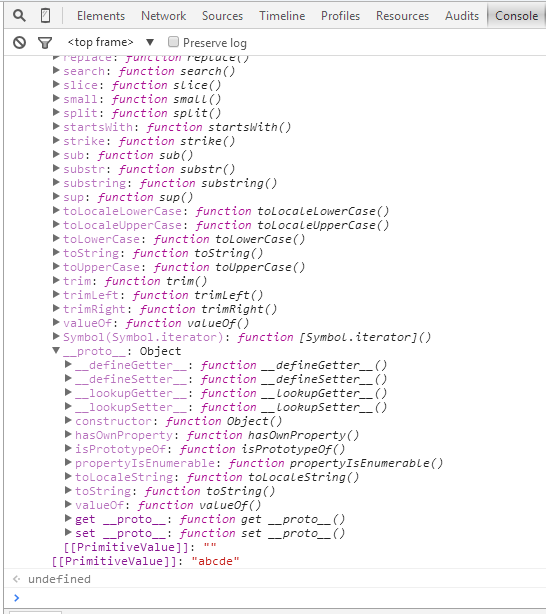 Elements Network Sources Timeline Profiles Resources Audits Console
<top frame> ▼ Preserve log
replace: function replace()
search: function search()
slice: function slice()
small: function small()
split: function split()
startsWith: function startsWith()
strike: function strike()
sub: function sub()
substr: function substr()
substring: function substring()
sup: function sup()
toLocaleLowerCase: function toLocaleLowerCase()
toLocaleUpperCase: function toLocaleUpperCase()
toLowerCase: function toLowerCase()
toString: function toString()
toUpperCase: function toUpperCase()
trim: function trim()
trimLeft: function trimLeft()
trimRight: function trimRight()
valueOf: function valueOf()
Symbol(Symbol.iterator): function [Symbol.iterator]()
__proto__: Object
__defineGetter__: function __defineGetter__()
__defineSetter__: function __defineSetter__()
__lookupGetter__: function __lookupGetter__()
__lookupSetter__: function __lookupSetter__()
constructor: function Object()
hasOwnProperty: function hasOwnProperty()
isPrototypeOf: function isPrototypeOf()
propertyIsEnumerable: function propertyIsEnumerable()
toLocaleString: function toLocaleString()
toString: function toString()
valueOf: function valueOf()
get __proto__: function get __proto__()
set __proto__: function set __proto__()
[[PrimitiveValue]]: ""
[[PrimitiveValue]]: "abcde"
undefined